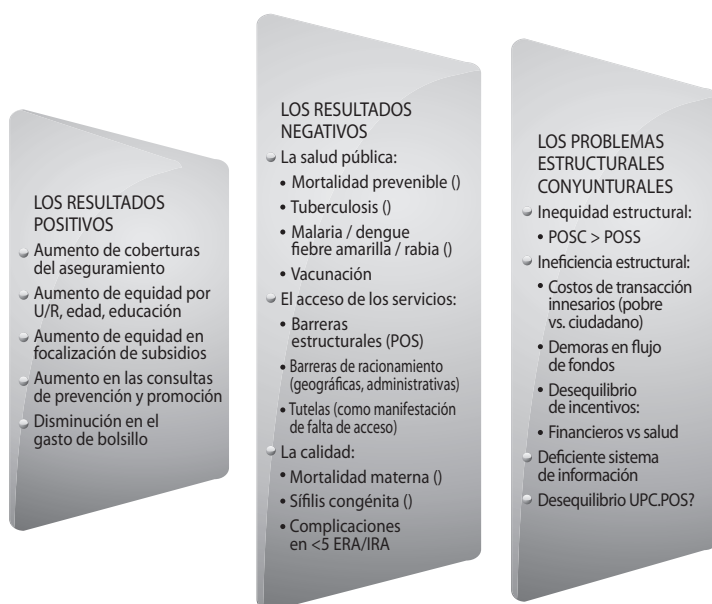 LOS RESULTADOS
POSITIVOS
Aumento de coberturas
del aseguramiento
Aumento de equidad por
U/R, edad, educación
Aumento de equidad en
focalización de subsidios
Aumento en las consultas
de prevención y promoción
Disminución en el
gasto de bolsillo
LOS RESULTADOS
NEGATIVOS
La salud pública:
• Mortalidad prevenible ()
• Tuberculosis ()
• Malaria / dengue
fiebre amarilla / rabia ()
• Vacunación
El acceso de los servicios:
• Barreras
estructurales (POS)
• Barreras de racionamiento
(geográficas, administrativas)
• Tutelas (como manifestación
de falta de acceso)
La calidad:
• Mortalidad materna ()
• Sífilis congénita ()
• Complicaciones
en <5 ERA/IRA
LOS PROBLEMAS
ESTRUCTURALES
CONYUNTURALES
Inequidad estructural:
• POSC > POSS
Ineficiencia estructural:
• Costos de transacción
innesarios (pobre
vs. ciudadano)
• Demoras en flujo
de fondos
• Desequilibrio
de incentivos:
• Financieros vs salud
Deficiente sistema
de información
Desequilibrio UPC.POS?